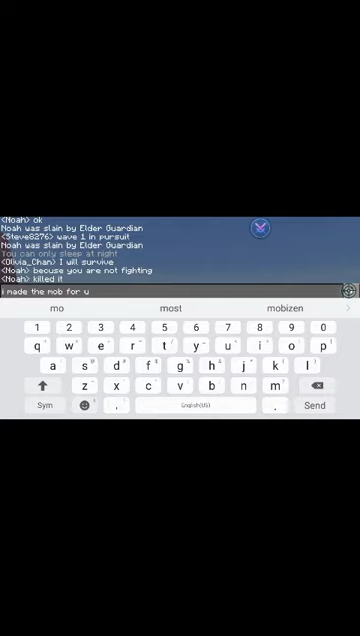 <Noah> ok
Noah was slain by Elder Guardian
<Steve8276> wave 1 in pursuit
Noah was slain by Elder Guardian
You can only sleep at night
<Olivia_Chan> I will survive
<Noah> becuse you are not fighting
<Noah> killed it
i made the mob for u
mo most mobizen
1 2 3 4 5 6 7 8 9 0
q w e r t y u i o p
a s d f g h j k l
z x c v b n m
Sym , English(US) . Send